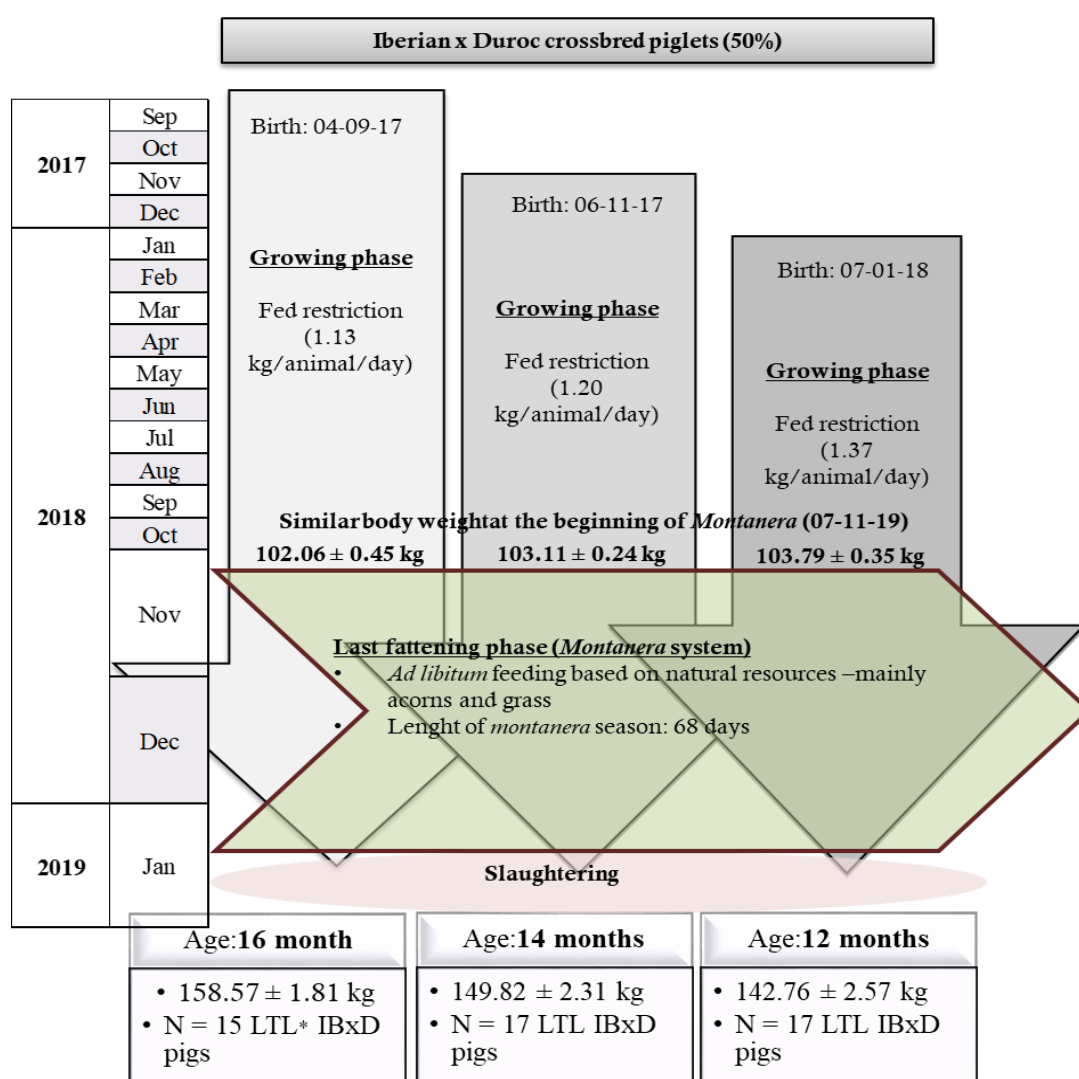 Iberian x Duroc crossbred piglets (50%)
2017
Sep
Oct
Nov
Dec
2018
Jan
Feb
Mar
Apr
May
Jun
Jul
Aug
Sep
Oct
Nov
Dec
2019
Jan
Birth: 04-09-17
Growing phase
Fed restriction
(1.13
kg/animal/day)
Birth: 06-11-17
Growing phase
Fed restriction
(1.20
kg/animal/day)
Birth: 07-01-18
Growing phase
Fed restriction
(1.37
kg/animal/day)
Similar body weightat the beginning of Montanera (07-11-19)
102.06 ± 0.45 kg
103.11 ± 0.24 kg
103.79 ± 0.35 kg
Last fattening phase (Montanera system)
• Ad libitum feeding based on natural resources –mainly
acorns and grass
• Lenght of montanera season: 68 days
Slaughtering
Age:16 month
• 158.57 ± 1.81 kg
• N = 15 LTL* IBxD
pigs
Age:14 months
• 149.82 ± 2.31 kg
• N = 17 LTL IBxD
pigs
Age:12 months
• 142.76 ± 2.57 kg
• N = 17 LTL IBxD
pigs